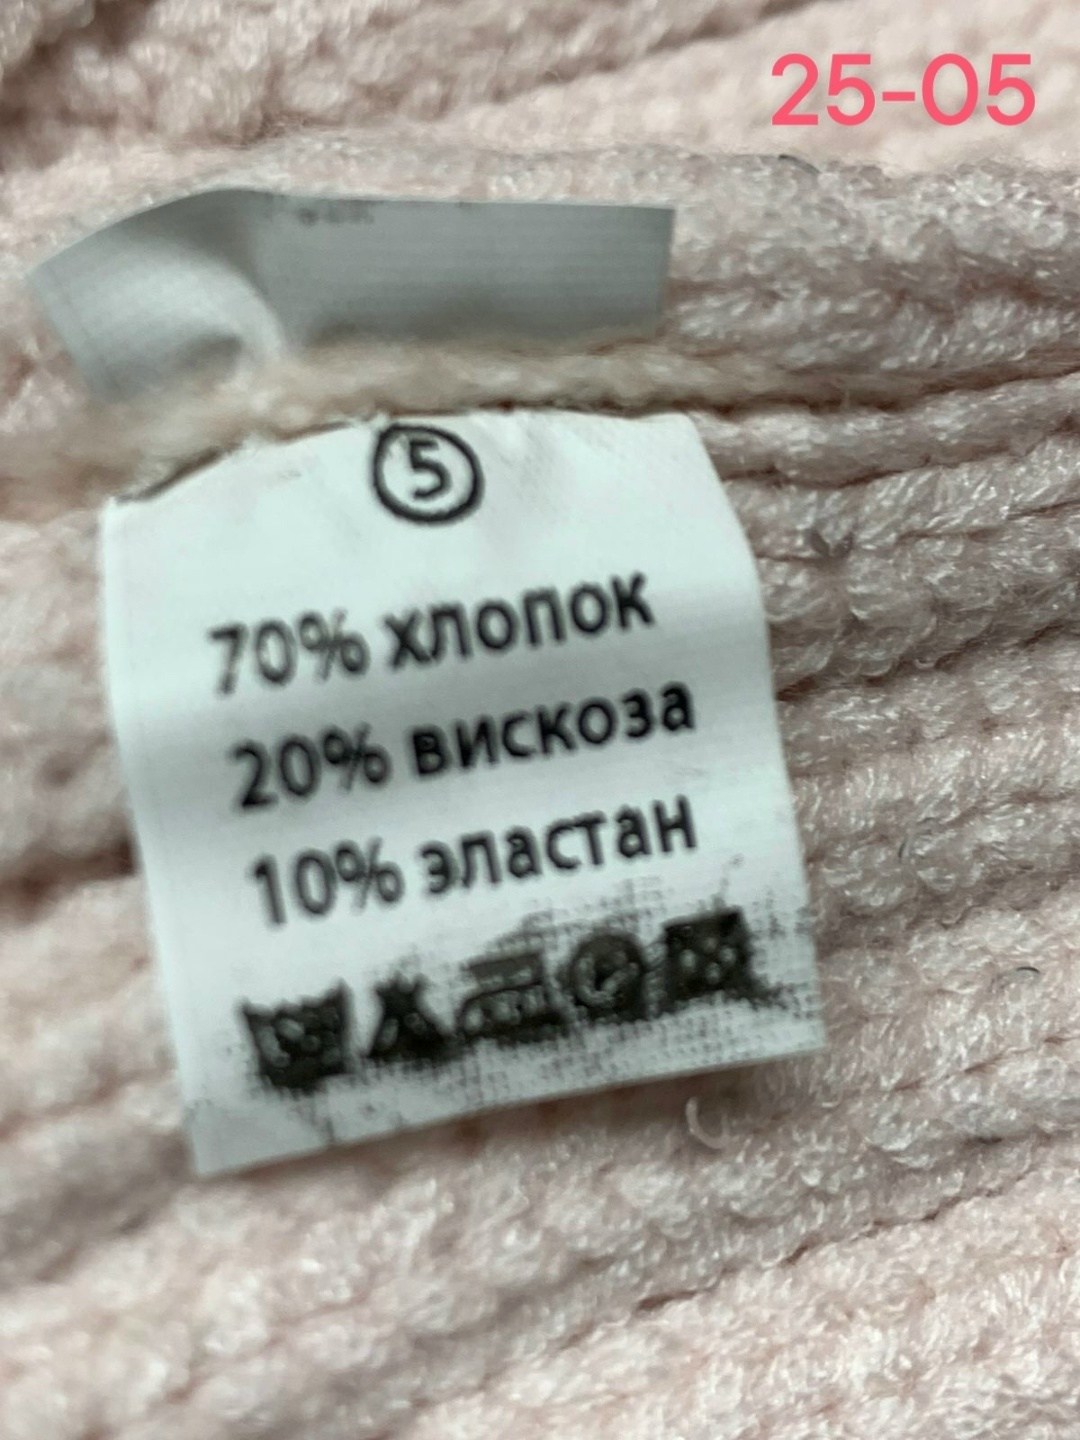 25-05
5
70% хлопок
20% вискоза
10% эластан